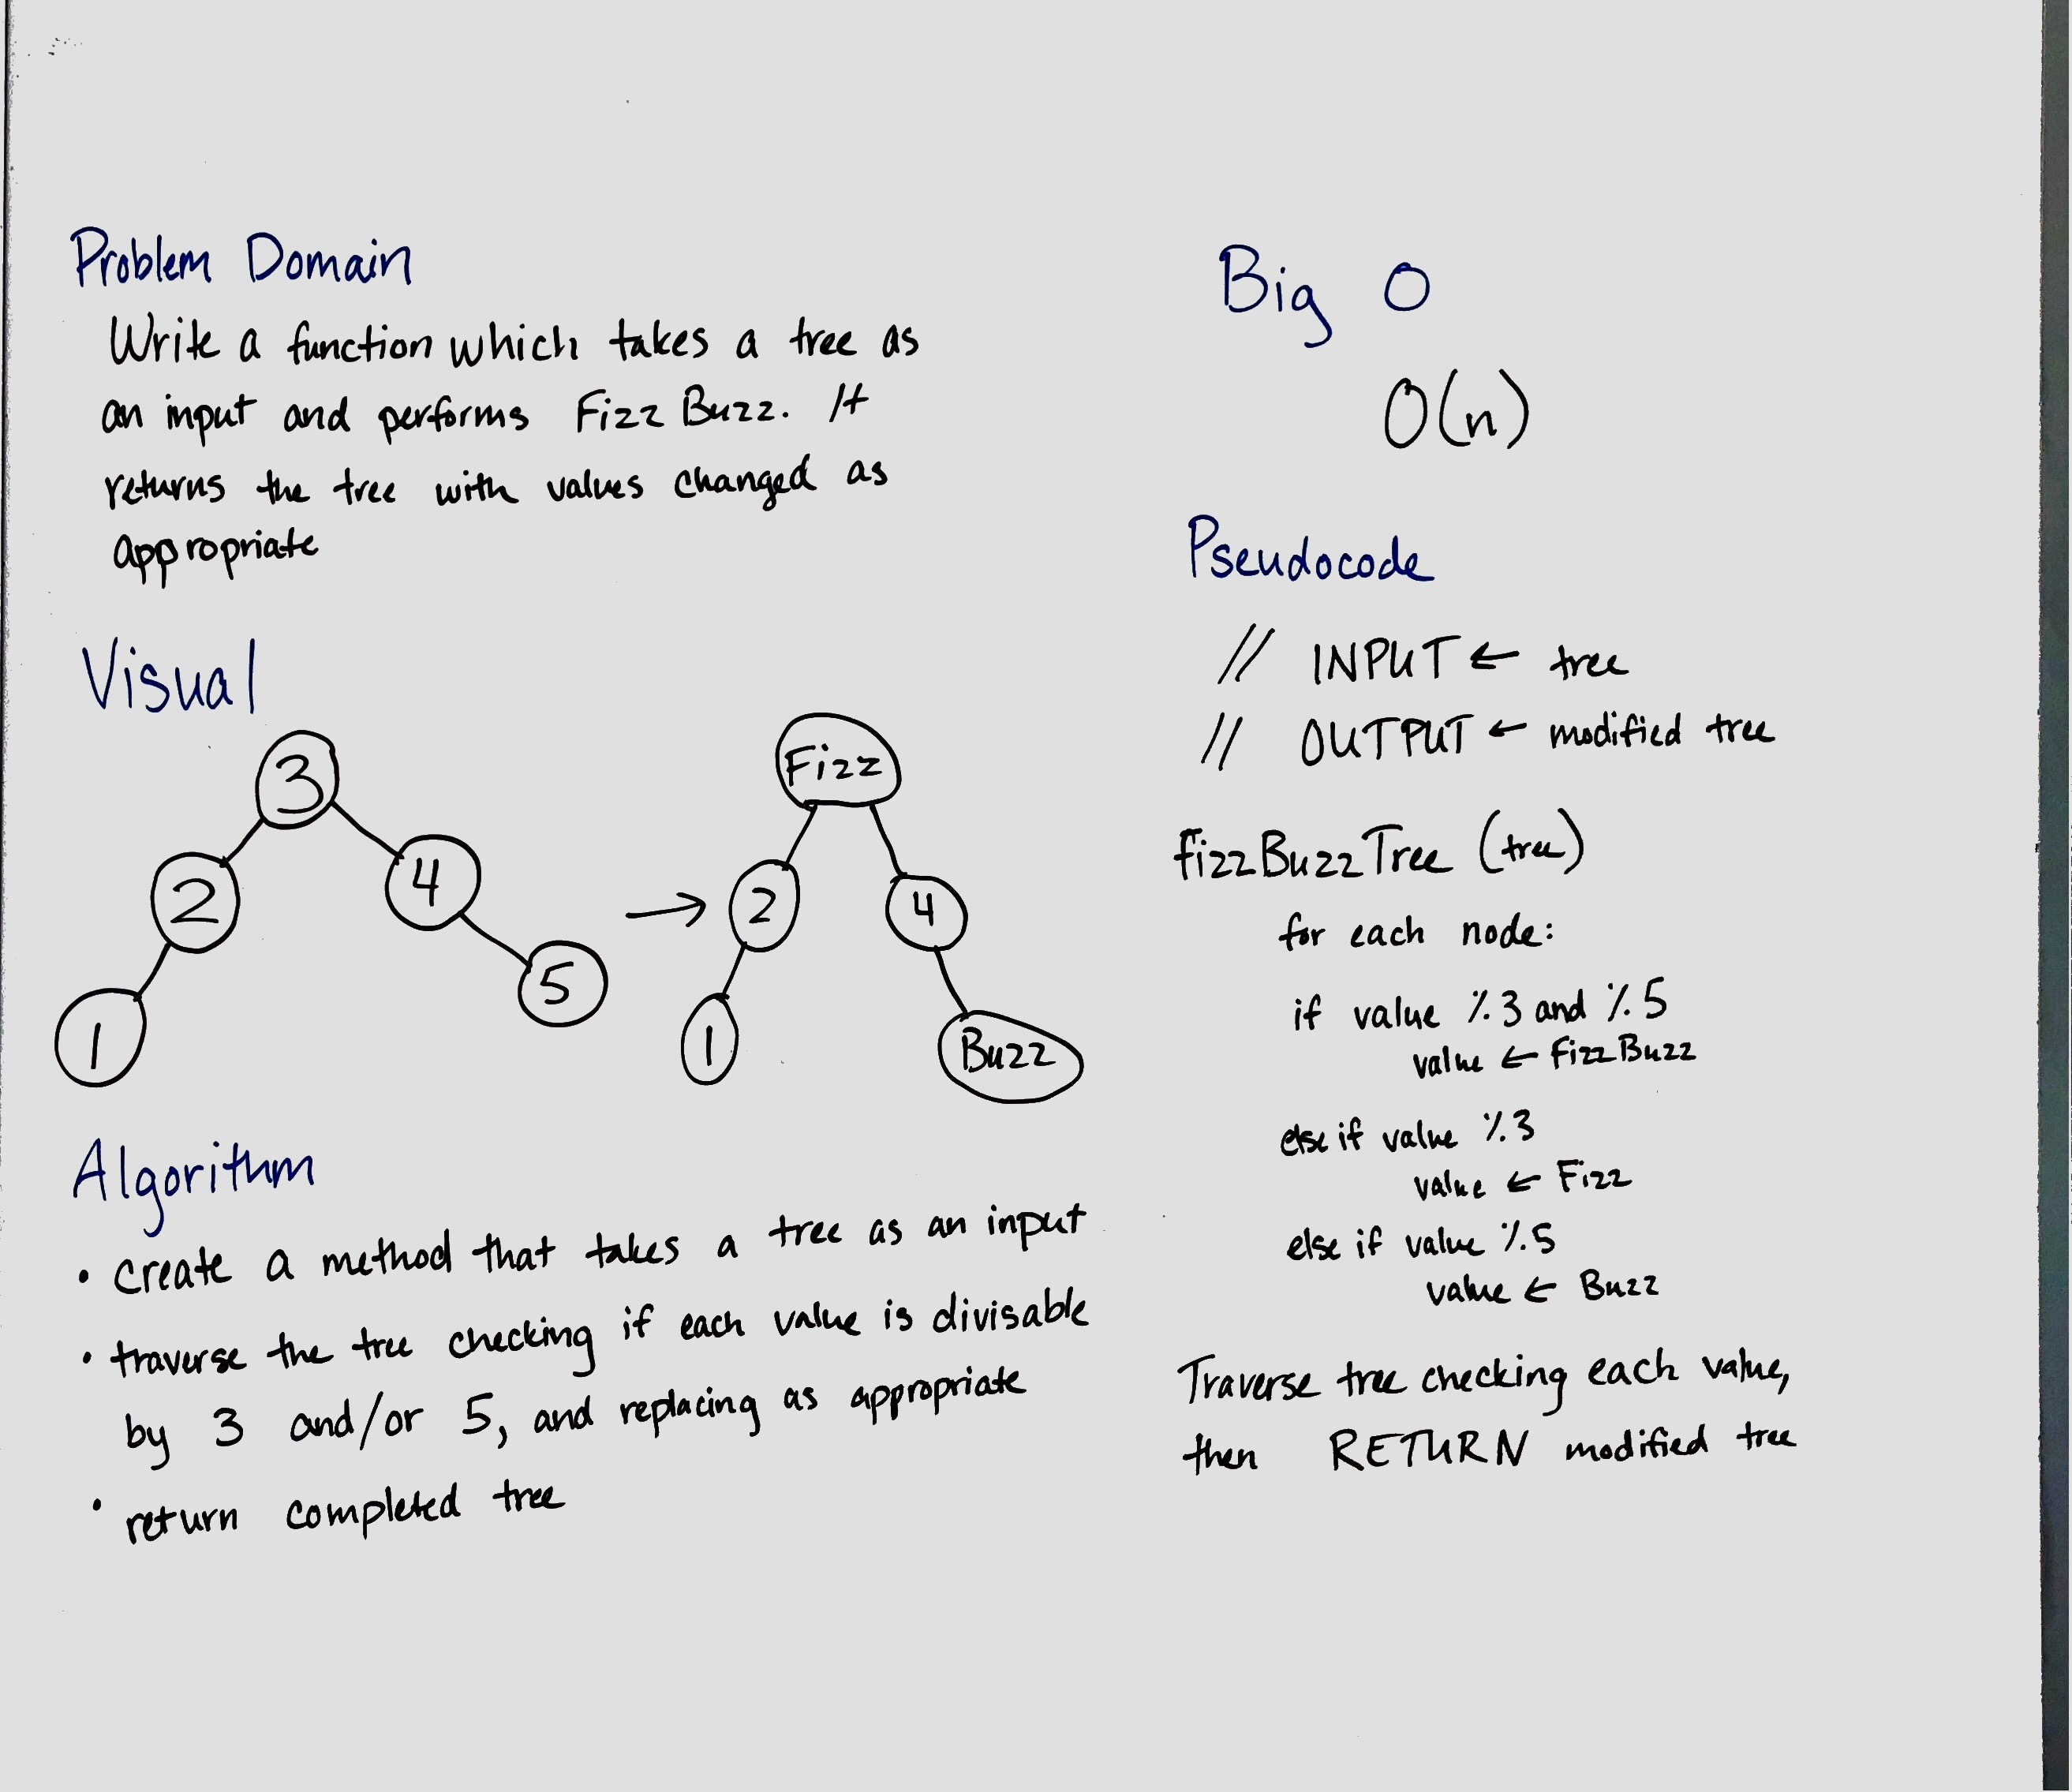 Problem Domain
Write a function which takes a tree as
an input and performs Fizz Buzz. It
returns the tree with values changed as
appropriate
Visual
3
2
4
5
1
Fizz
2
4
1
Buzz
Algorithm
• create a method that takes a tree as an input
• traverse the tree checking if each value is divisable
by 3 and/or 5, and replacing as appropriate
• return completed tree
Big O
O(n)
Pseudocode
// INPUT ← tree
// OUTPUT ← modified tree
fizzBuzzTree (tree)
for each node:
if value %3 and %5
value ← FizzBuzz
else if value %3
value ← Fizz
else if value %5
value ← Buzz
Traverse tree checking each value,
then RETURN modified tree